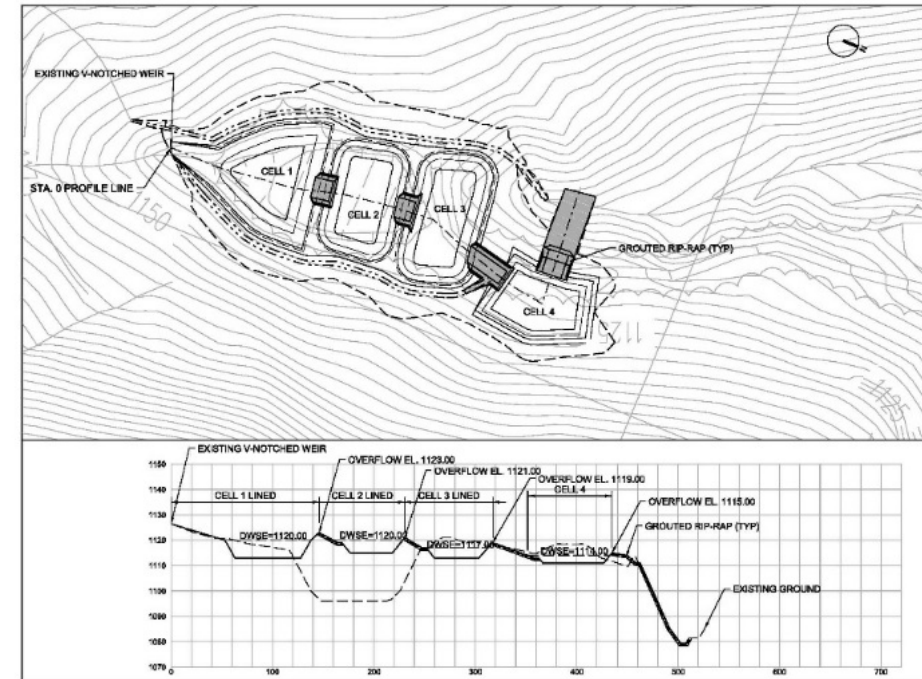 EXISTING V-NOTCHED WEIR
STA. 0 PROFILE LINE
1150
CELL 1
CELL 2
CELL 3
CELL 4
GROUTED RIP-RAP (TYP)
N
1125
1125
EXISTING V-NOTCHED WEIR
OVERFLOW EL. 1123.00
OVERFLOW EL. 1121.00
OVERFLOW EL. 1119.00
CELL 1 LINED
CELL 2 LINED
CELL 3 LINED
CELL 4
OVERFLOW EL. 1115.00
GROUTED RIP-RAP (TYP)
DWSE=1120.00
DWSE=1120.00
EXISTING GROUND
1150
1140
1130
1120
1110
1100
1090
1080
1070
0
100
200
300
400
500
600
700